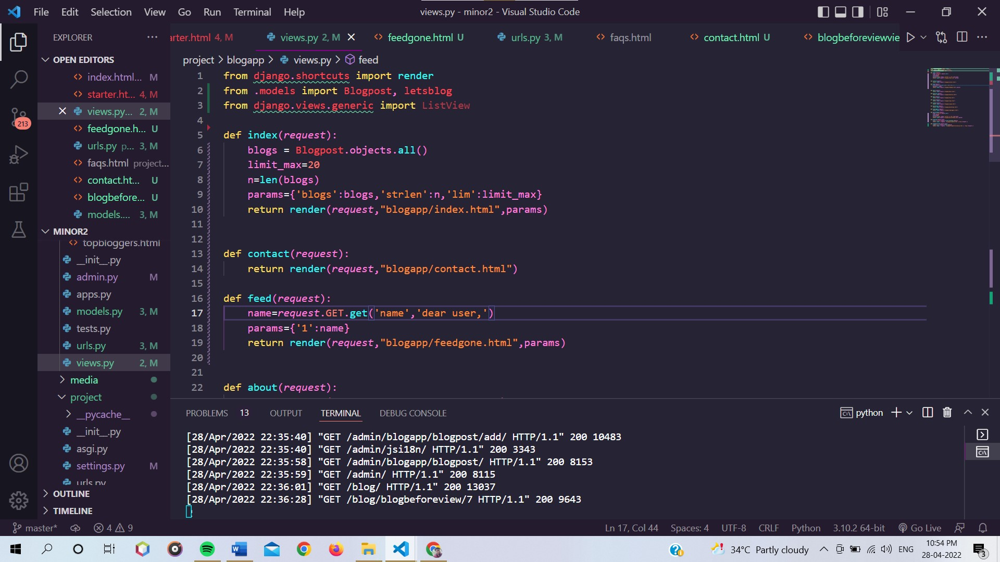 File Edit Selection View Go Run Terminal Help
views.py - minor2 - Visual Studio Code
EXPLORER
arter.html 4, M
views.py 2, M
feedgone.html U
urls.py 3, M
faqs.html
contact.html U
blogbeforeviewvie
OPEN EDITORS
index.html... M
starter.ht... 4, M
views.py... 2, M
feedgone.h... U
urls.py p... 3, M
faqs.html project...
contact.ht... U
blogbefore... U
models.... 3, M
MINOR2
topbloggers.html
__init__.py
admin.py M
apps.py
models.py 3, M
tests.py
urls.py 3, M
views.py 2, M
media
project
__pycache__
__init__.py
asgi.py
settings.py M
urls.py
OUTLINE
TIMELINE
213
project > blogapp > views.py > feed
1 from django.shortcuts import render
2 from .models import Blogpost, letsblog
3 from django.views.generic import ListView
4
5 def index(request):
6 blogs = Blogpost.objects.all()
7 limit_max=20
8 n=len(blogs)
9 params={'blogs':blogs,'strlen':n,'lim':limit_max}
10 return render(request,"blogapp/index.html",params)
11
12
13 def contact(request):
14 return render(request,"blogapp/contact.html")
15
16 def feed(request):
17 name=request.GET.get('name','dear user,')
18 params={'1':name}
19 return render(request,"blogapp/feedgone.html",params)
20
21
22 def about(request):
PROBLEMS 13 OUTPUT TERMINAL DEBUG CONSOLE
python
[28/Apr/2022 22:35:40] "GET /admin/blogapp/blogpost/add/ HTTP/1.1" 200 10483
[28/Apr/2022 22:35:40] "GET /admin/jsi18n/ HTTP/1.1" 200 3343
[28/Apr/2022 22:35:58] "GET /admin/blogapp/blogpost/ HTTP/1.1" 200 8153
[28/Apr/2022 22:35:59] "GET /admin/ HTTP/1.1" 200 8115
[28/Apr/2022 22:36:01] "GET /blog/ HTTP/1.1" 200 13037
[28/Apr/2022 22:36:28] "GET /blog/blogbeforeview/7 HTTP/1.1" 200 9643
master* 4 9
Ln 17, Col 44 Spaces: 4 UTF-8 CRLF Python 3.10.2 64-bit Go Live
34°C Partly cloudy
ENG
10:54 PM
28-04-2022
3